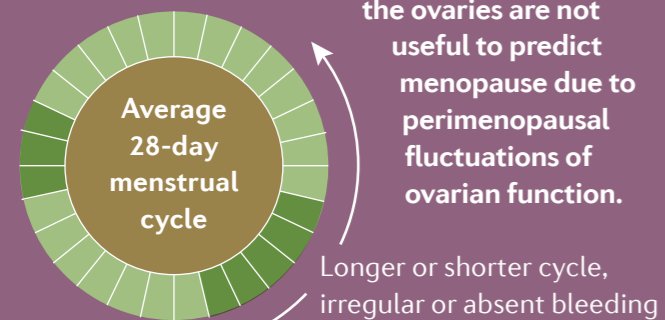 the ovaries are not
useful to predict
menopause due to
perimenopausal
fluctuations of
ovarian function.
Average
28-day
menstrual
cycle
Longer or shorter cycle,
irregular or absent bleeding